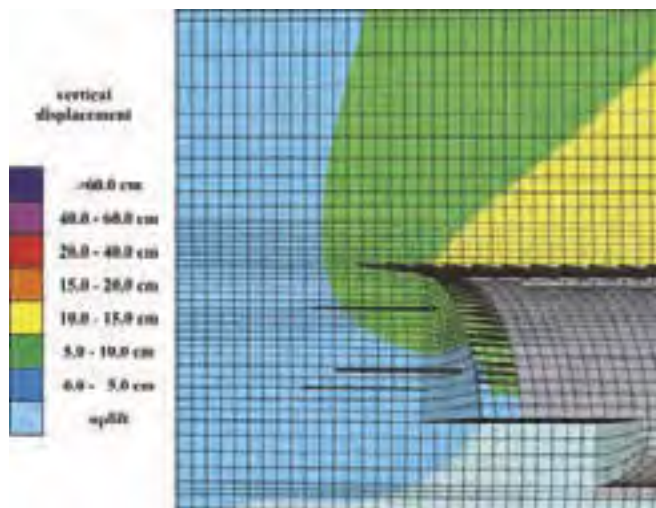 vertical
displacement
>60.0 cm
40.0 - 60.0 cm
20.0 - 40.0 cm
15.0 - 20.0 cm
10.0 - 15.0 cm
5.0 - 10.0 cm
0.0 - 5.0 cm
uplift